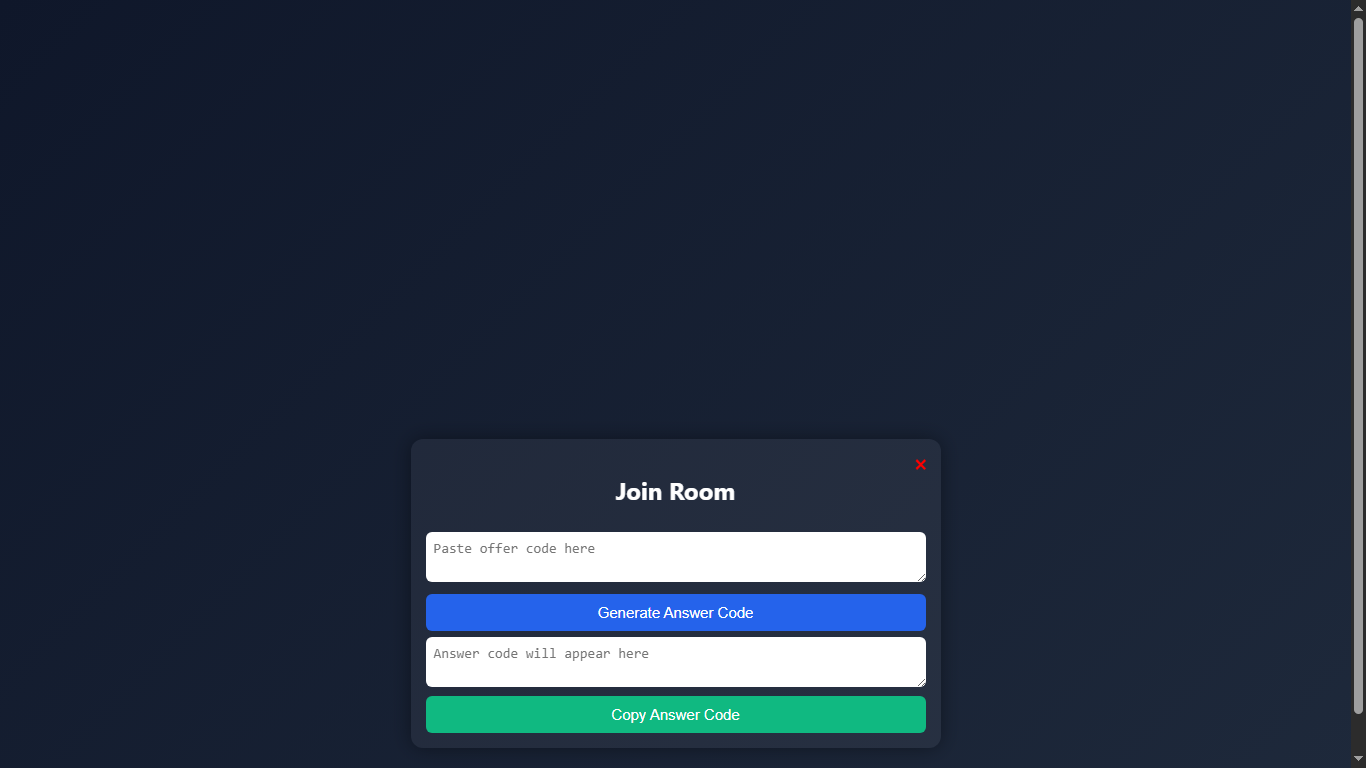 ×
Join Room
Paste offer code here
Generate Answer Code
Answer code will appear here
Copy Answer Code